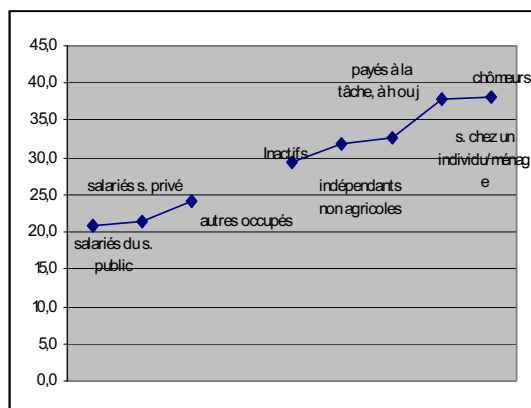 45,0
40,0
35,0
30,0
25,0
20,0
15,0
10,0
5,0
0,0
payés à la
tâche, à h ou j
chômeurs
Inactifs
s. chez un
individu/ménag
e
salariés s. privé
indépendants
non agricoles
autres occupés
salariés du s.
public